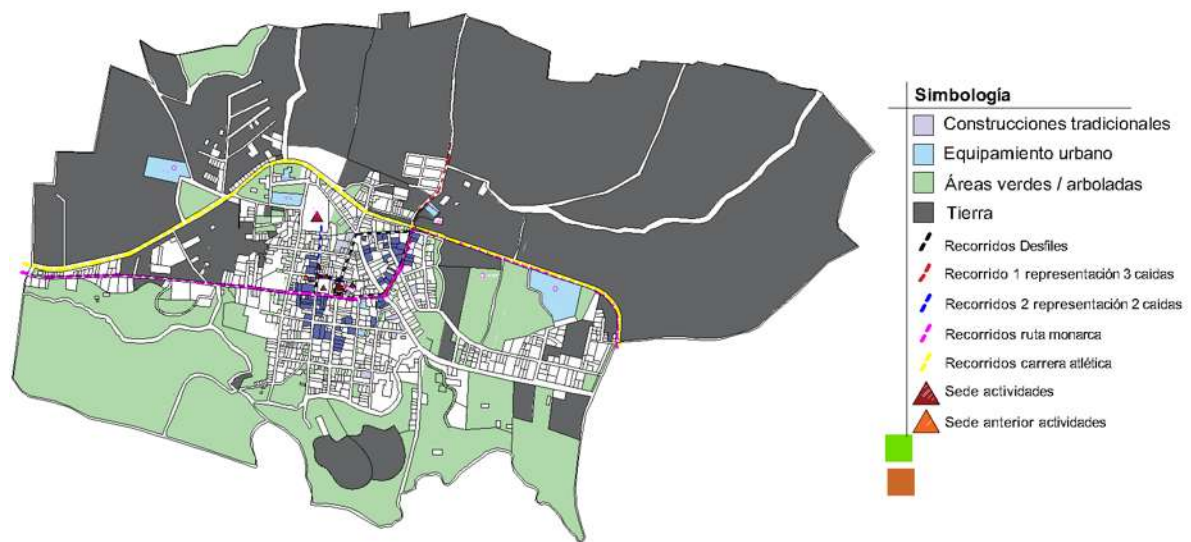 Simbología
Construcciones tradicionales
Equipamiento urbano
Áreas verdes / arboladas
Tierra
Recorridos Desfiles
Recorrido 1 representación 3 caidas
Recorridos 2 representación 2 caidas
Recorridos ruta monarca
Recorridos carrera atlética
Sede actividades
Sede anterior actividades